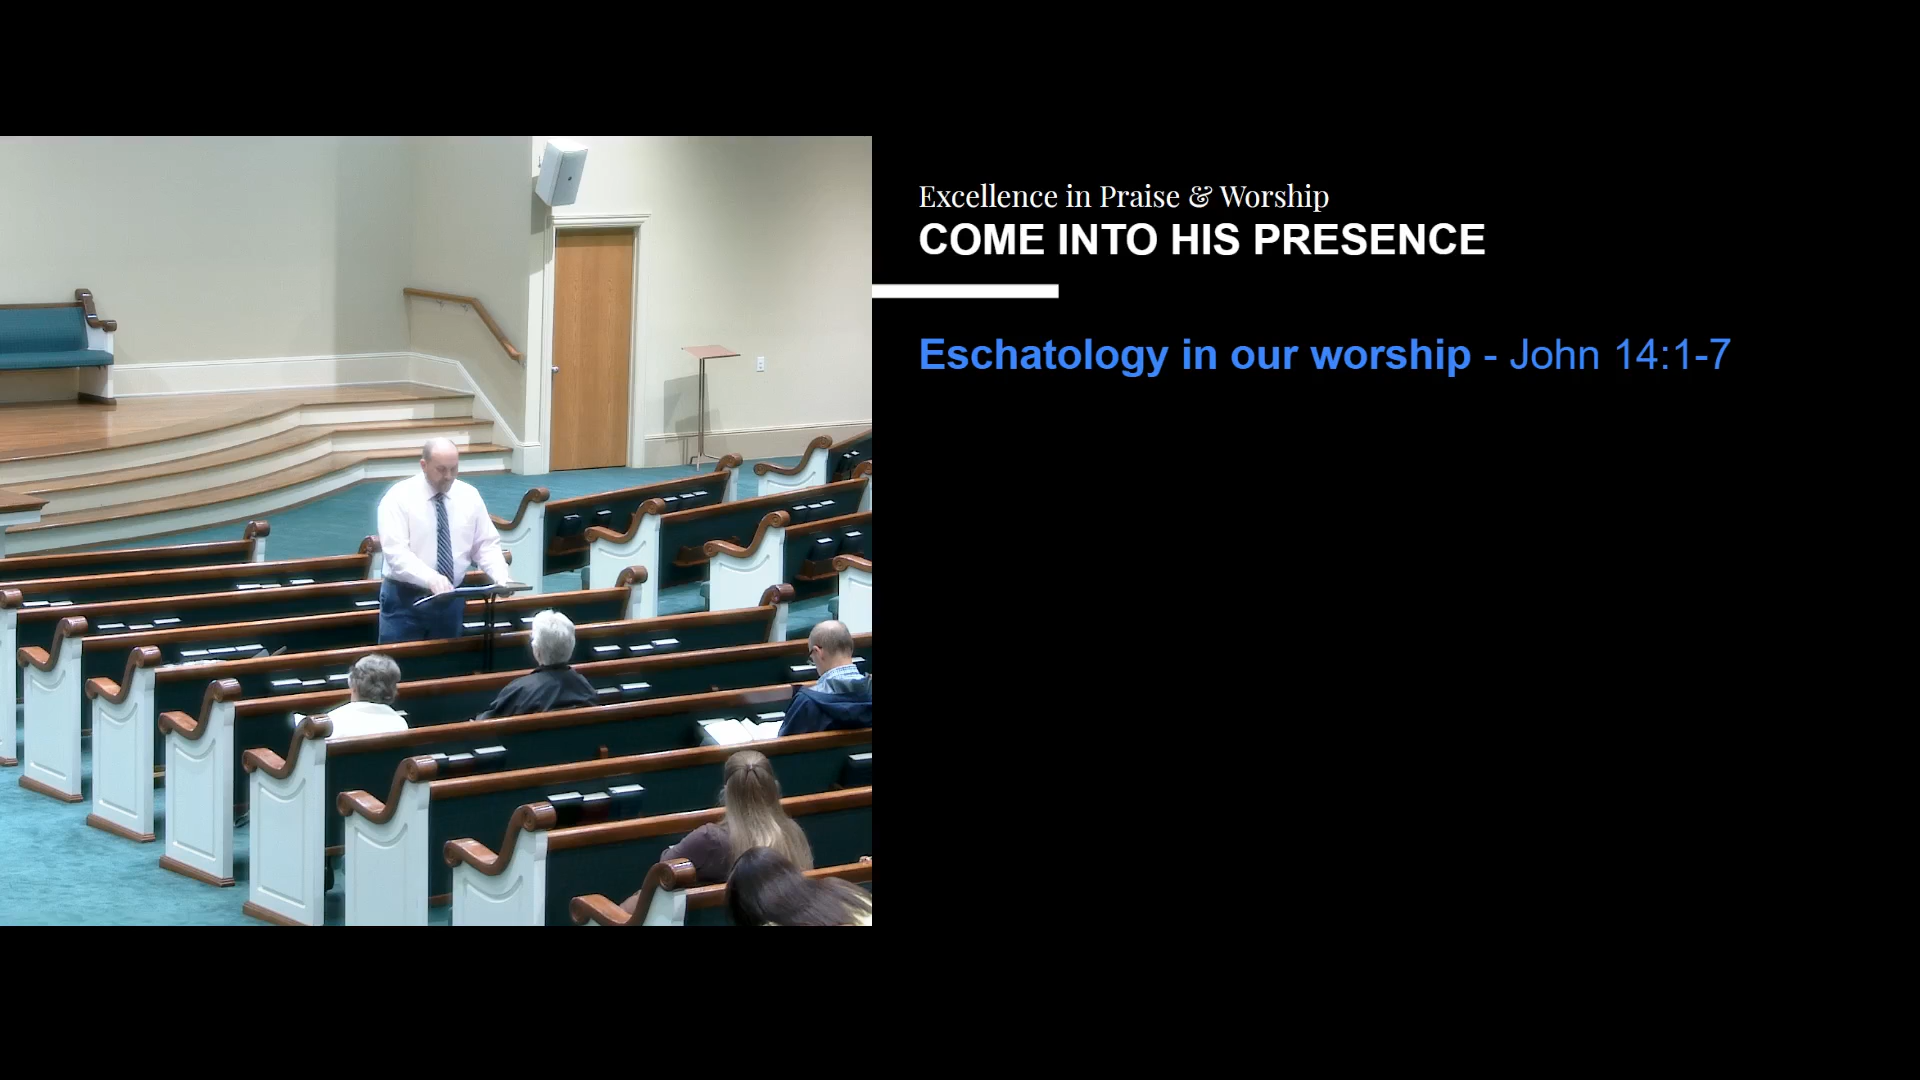 Excellence in Praise & Worship
COME INTO HIS PRESENCE
Eschatology in our worship - John 14:1-7